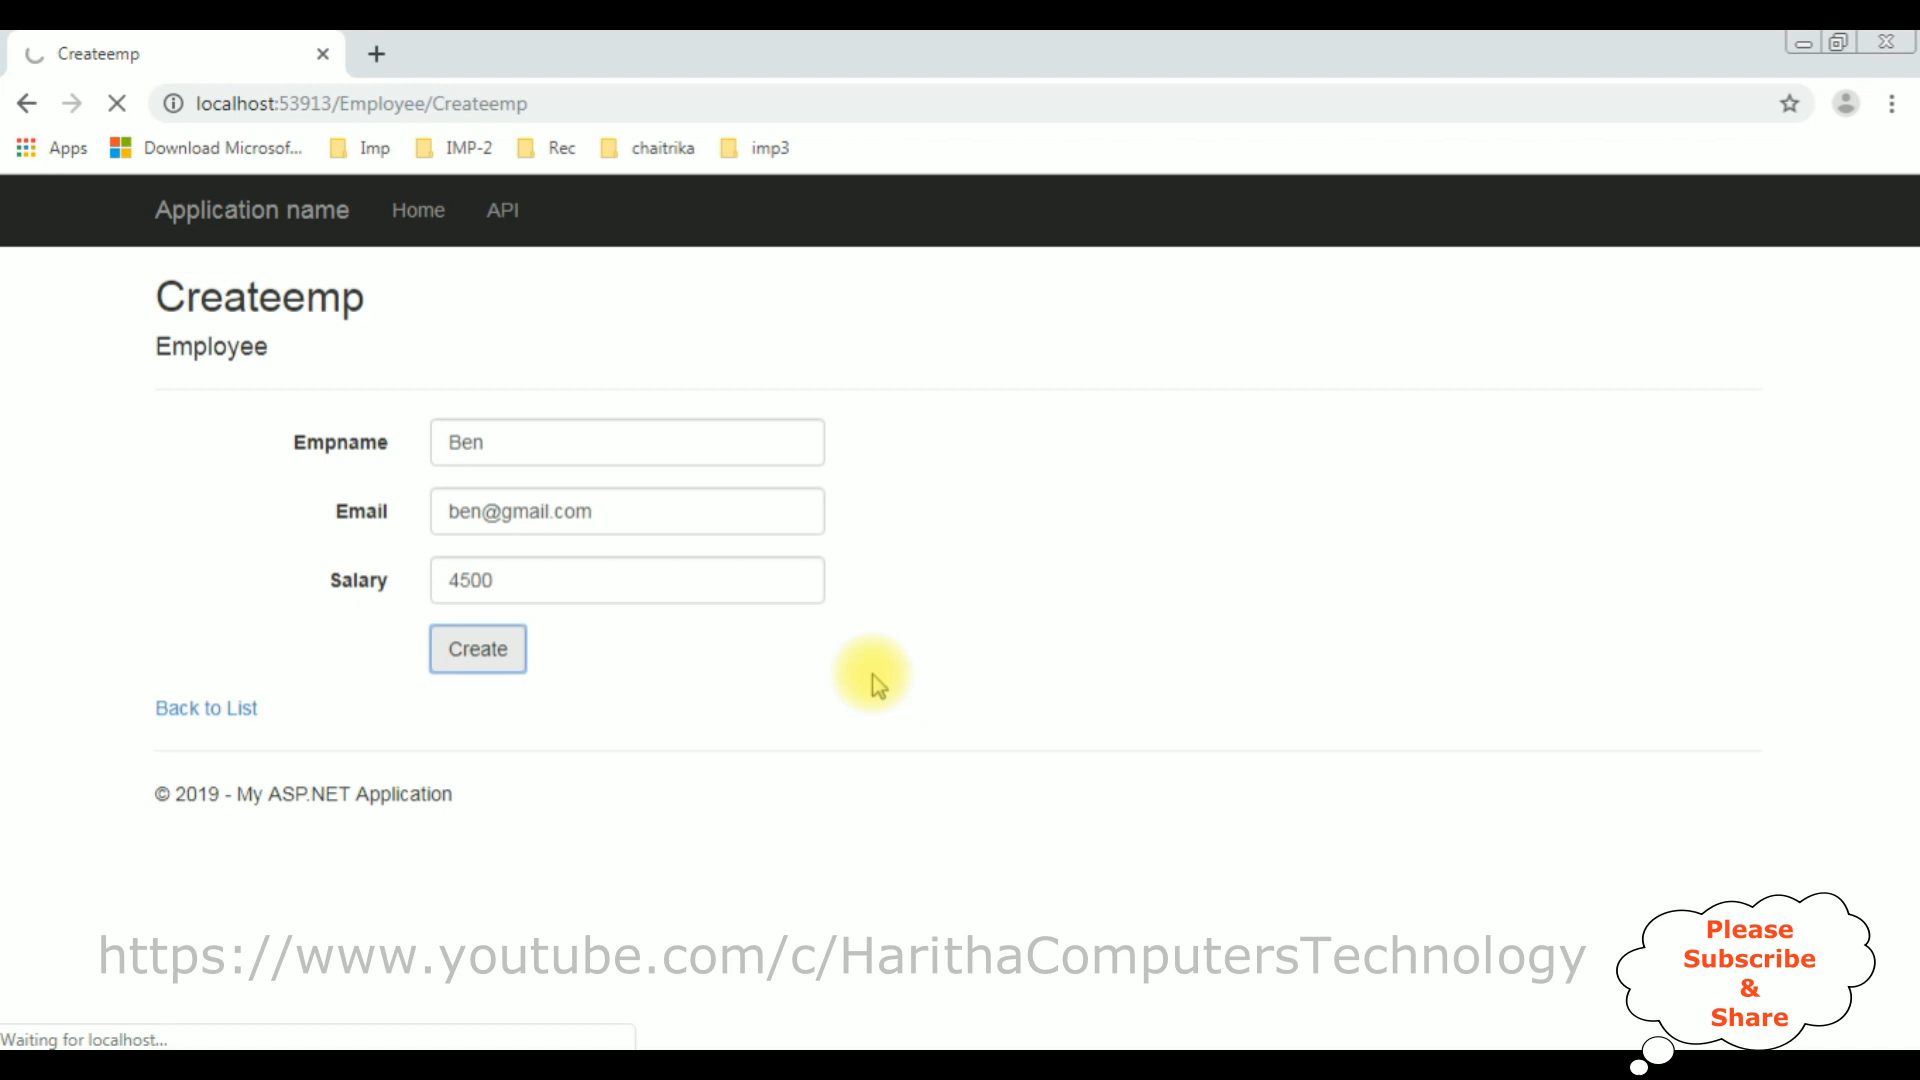 Createemp
localhost:53913/Employee/Createemp
Apps Download Microsof... Imp IMP-2 Rec chaitrika imp3
Application name Home API
Createemp
Employee
Empname Ben
Email ben@gmail.com
Salary 4500
Create
Back to List
© 2019 - My ASP.NET Application
https://www.youtube.com/c/HarithaComputersTechnology
Please
Subscribe
&
Share
Waiting for localhost...